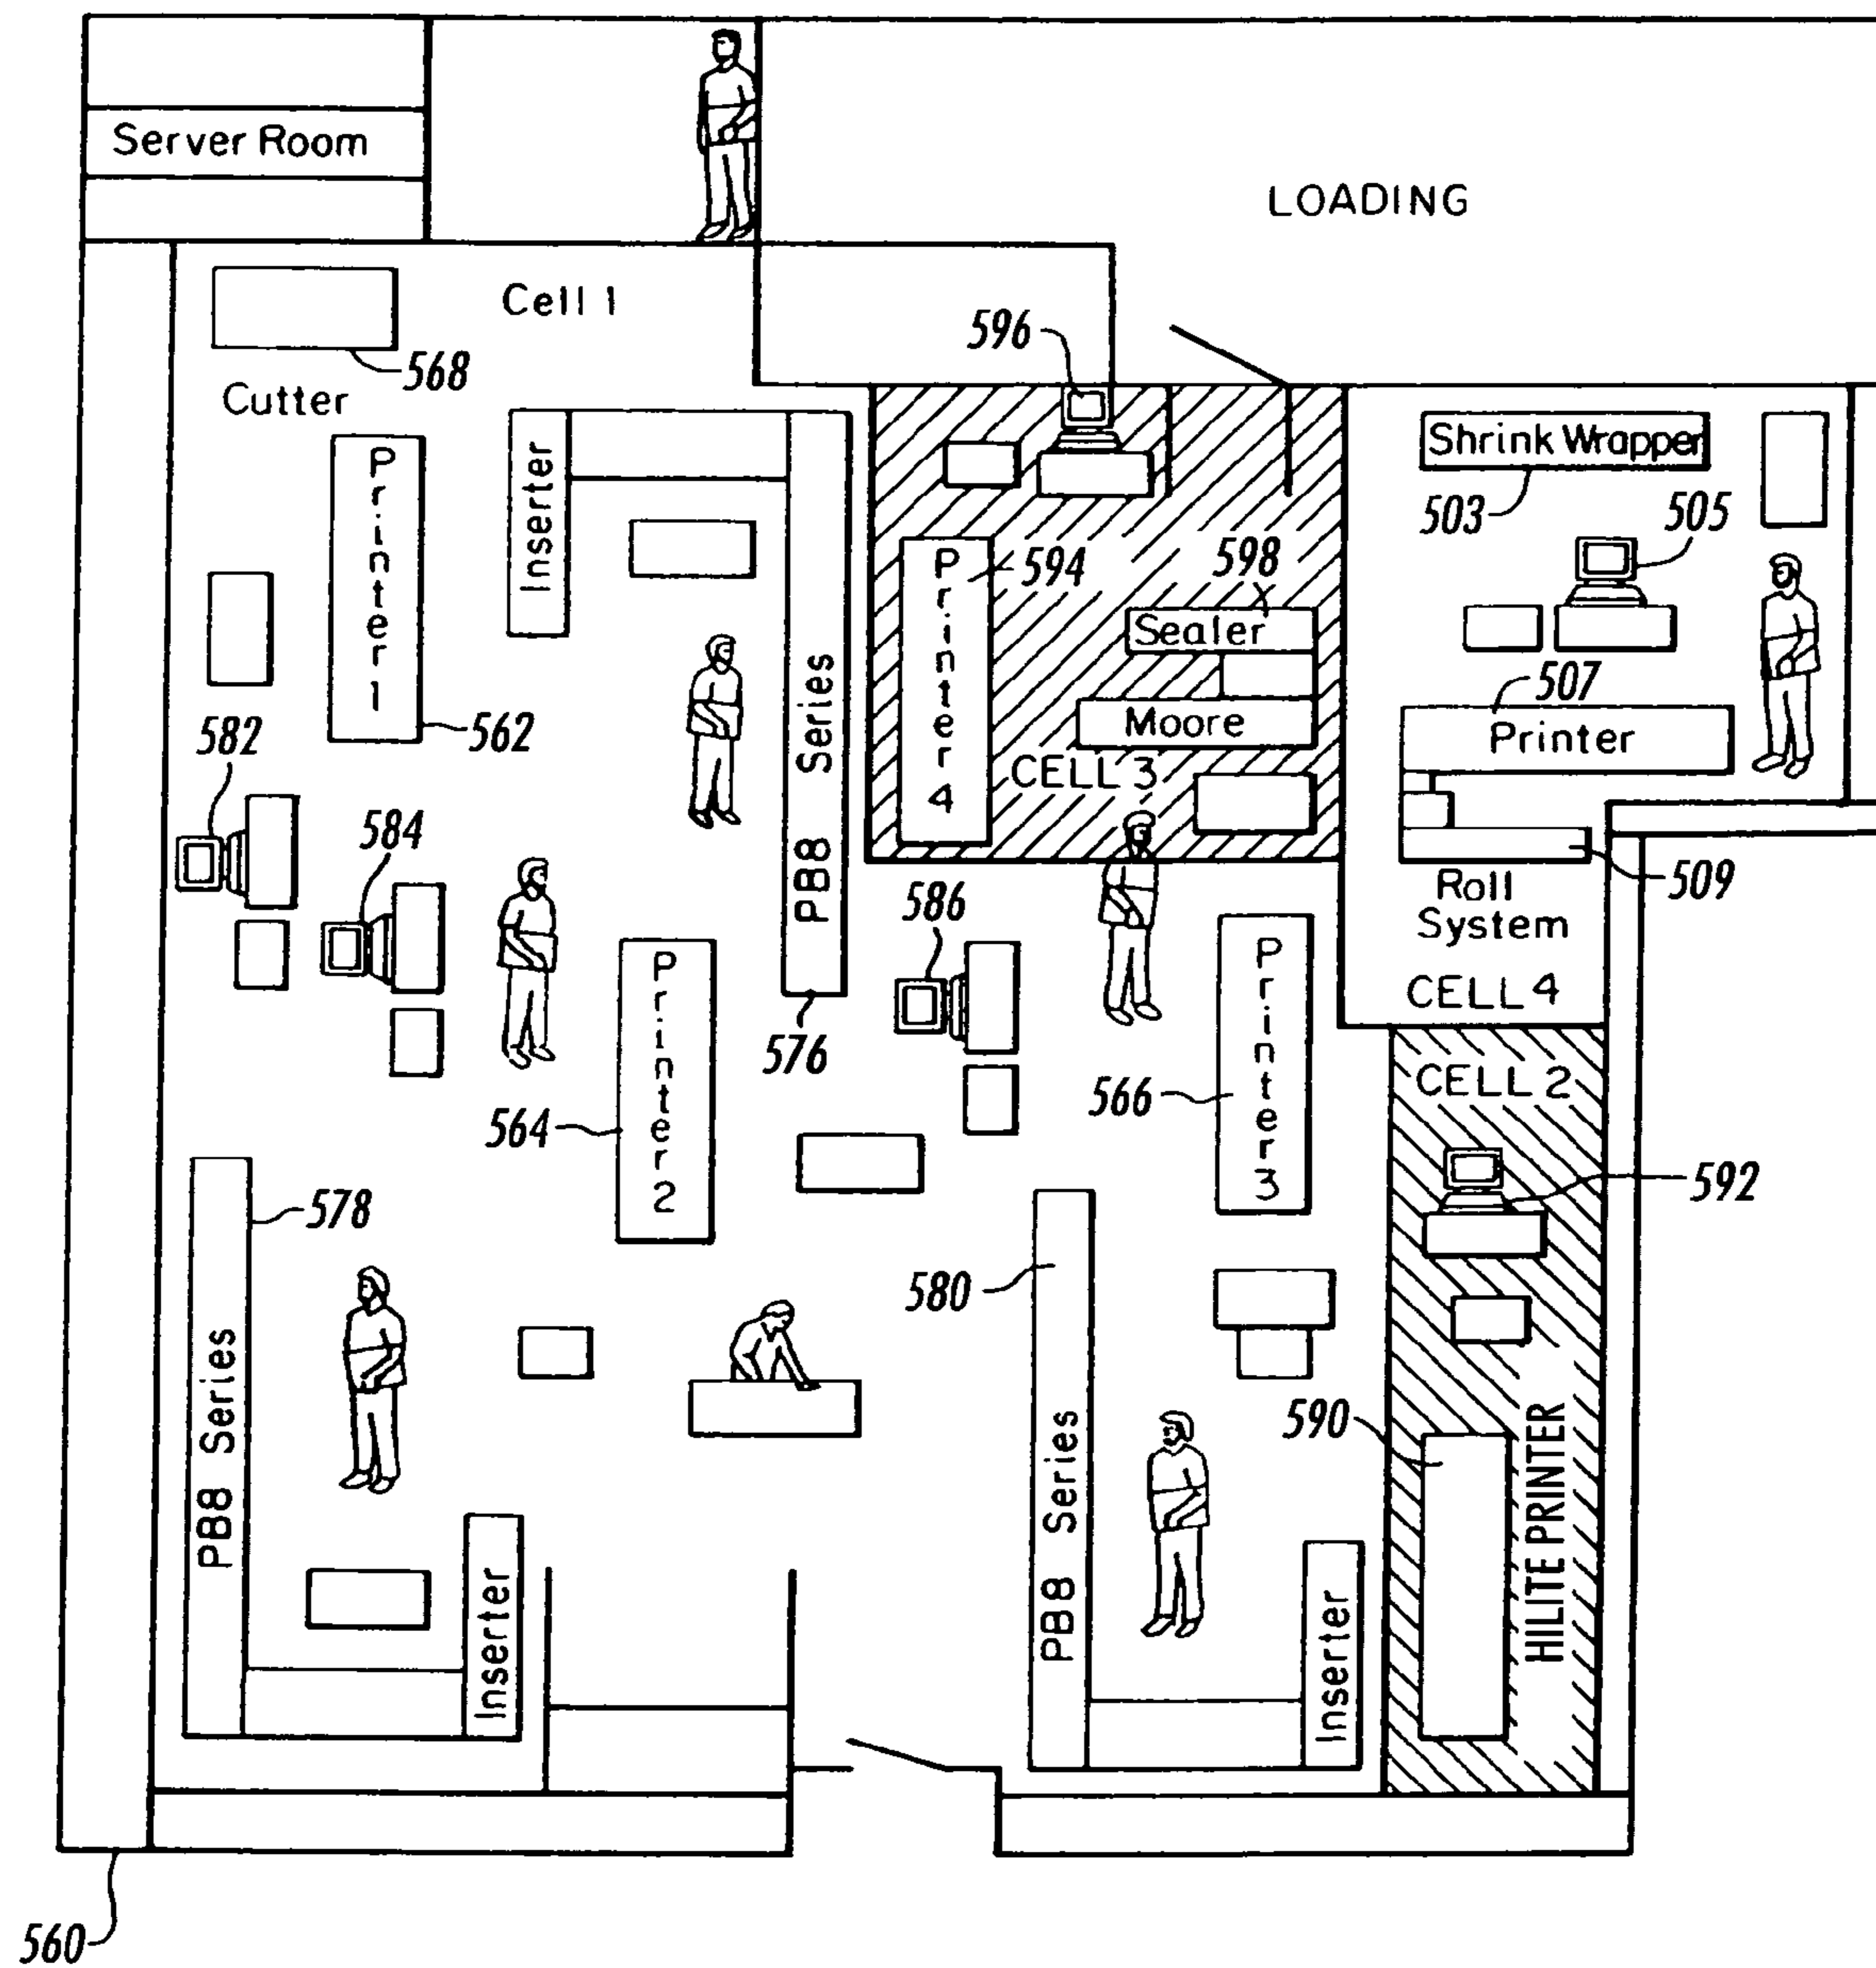 Server Room
LOADING
Cell 1
596
568
Cutter
Shrink Wrapper
503
505
Printer 1
Inserter
Printer 4
594
598
Sealer
507
582
562
PB8 Series
Moore
Printer
CELL 3
584
586
509
Roll
System
CELL 4
Printer 2
576
Printer 3
CELL 2
564
566
592
578
580
PB8 Series
PB8 Series
590
HILITE PRINTER
Inserter
Inserter
560